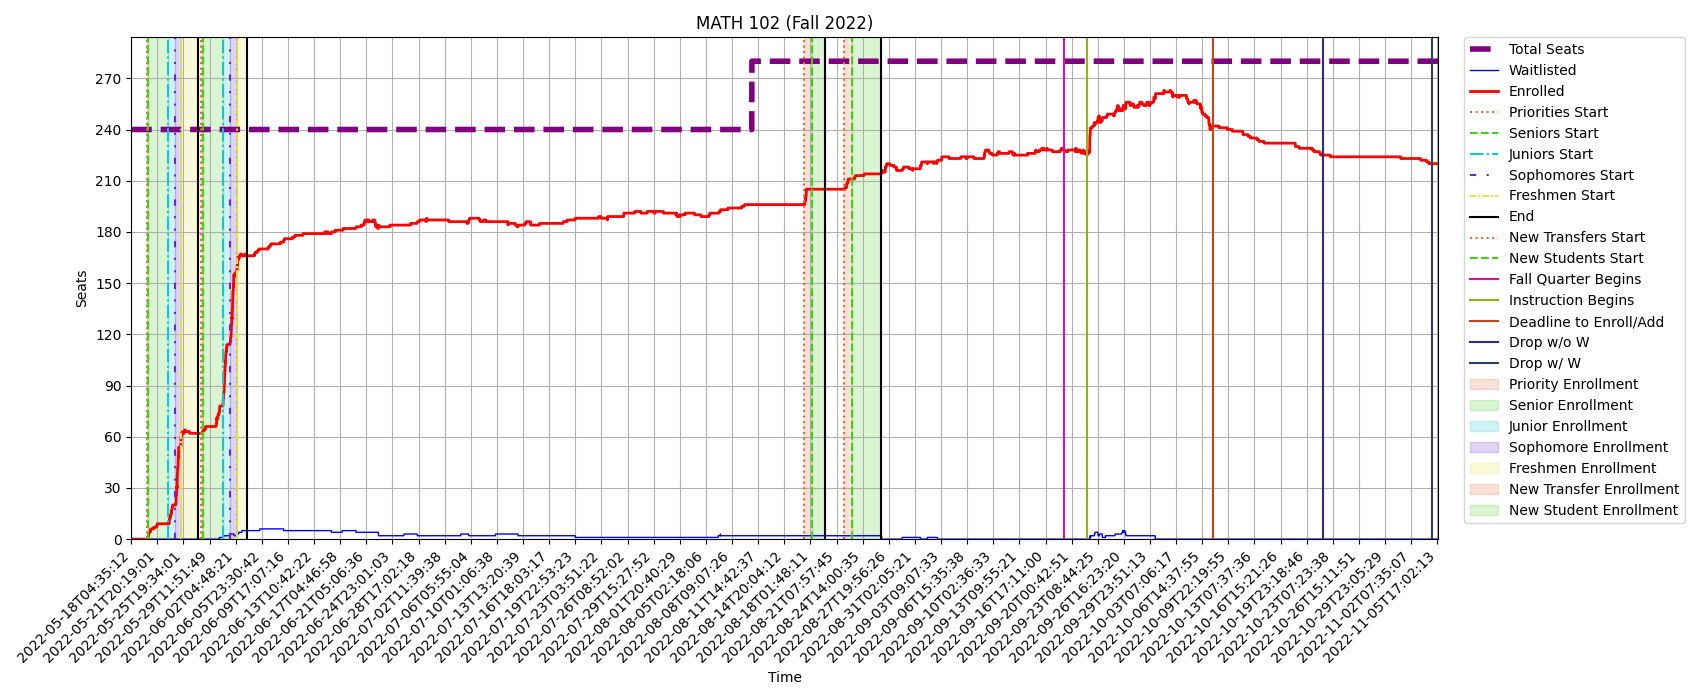 MATH 102 (Fall 2022)
Seats
270
240
210
180
150
120
90
60
30
0
2022-05-18T04:35:12
2022-05-21T20:19:01
2022-05-25T19:34:01
2022-05-29T11:51:49
2022-06-02T04:48:21
2022-06-05T23:30:42
2022-06-09T17:07:16
2022-06-13T10:42:22
2022-06-17T04:46:58
2022-06-21T05:06:36
2022-06-24T23:01:03
2022-06-28T17:02:18
2022-07-02T11:39:38
2022-07-06T05:55:04
2022-07-10T01:06:38
2022-07-13T13:20:39
2022-07-16T18:03:17
2022-07-19T22:53:23
2022-07-23T03:51:22
2022-07-26T08:52:02
2022-07-29T15:27:52
2022-08-01T20:40:29
2022-08-05T02:18:06
2022-08-08T09:07:26
2022-08-11T14:42:37
2022-08-14T20:04:12
2022-08-18T01:48:11
2022-08-21T07:57:45
2022-08-24T14:00:35
2022-08-27T19:56:28
2022-08-31T02:05:21
2022-09-03T09:07:33
2022-09-06T15:35:38
2022-09-10T02:36:33
2022-09-13T09:55:21
2022-09-16T17:11:00
2022-09-20T00:42:51
2022-09-23T08:44:25
2022-09-26T16:23:20
2022-09-29T23:51:13
2022-10-03T07:06:17
2022-10-06T14:37:55
2022-10-09T22:19:55
2022-10-13T07:37:36
2022-10-16T15:21:26
2022-10-19T23:18:46
2022-10-23T07:23:38
2022-10-26T15:11:51
2022-10-29T23:05:29
2022-11-02T07:35:07
2022-11-05T17:02:13
Time
Total Seats
Waitlisted
Enrolled
Priorities Start
Seniors Start
Juniors Start
Sophomores Start
Freshmen Start
End
New Transfers Start
New Students Start
Fall Quarter Begins
Instruction Begins
Deadline to Enroll/Add
Drop w/o W
Drop w/ W
Priority Enrollment
Senior Enrollment
Junior Enrollment
Sophomore Enrollment
Freshmen Enrollment
New Transfer Enrollment
New Student Enrollment